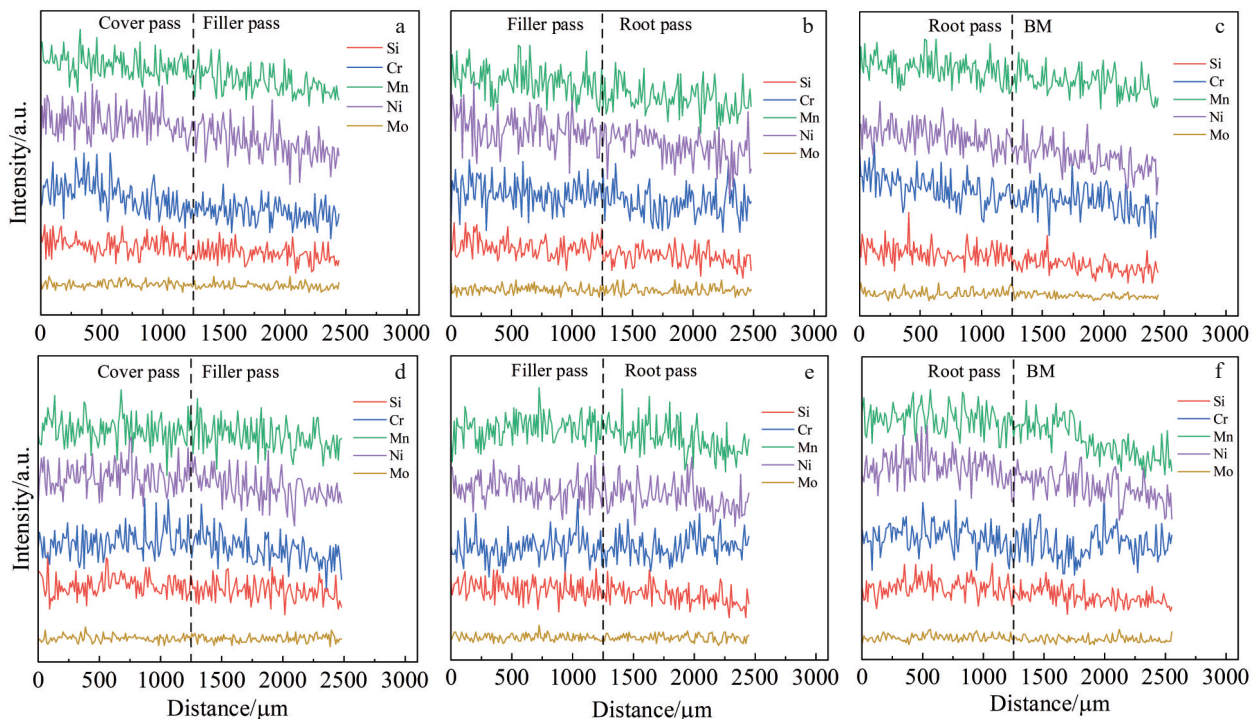 Cover pass Filler pass a
Si
Cr
Mn
Ni
Mo
Intensity/a.u.
0 500 1000 1500 2000 2500 3000
Filler pass Root pass b
Si
Cr
Mn
Ni
Mo
0 500 1000 1500 2000 2500 3000
Root pass BM c
Si
Cr
Mn
Ni
Mo
0 500 1000 1500 2000 2500 3000
Cover pass Filler pass d
Si
Cr
Mn
Ni
Mo
Intensity/a.u.
0 500 1000 1500 2000 2500 3000
Distance/μm
Filler pass Root pass e
Si
Cr
Mn
Ni
Mo
0 500 1000 1500 2000 2500 3000
Distance/μm
Root pass BM f
Si
Cr
Mn
Ni
Mo
0 500 1000 1500 2000 2500 3000
Distance/μm